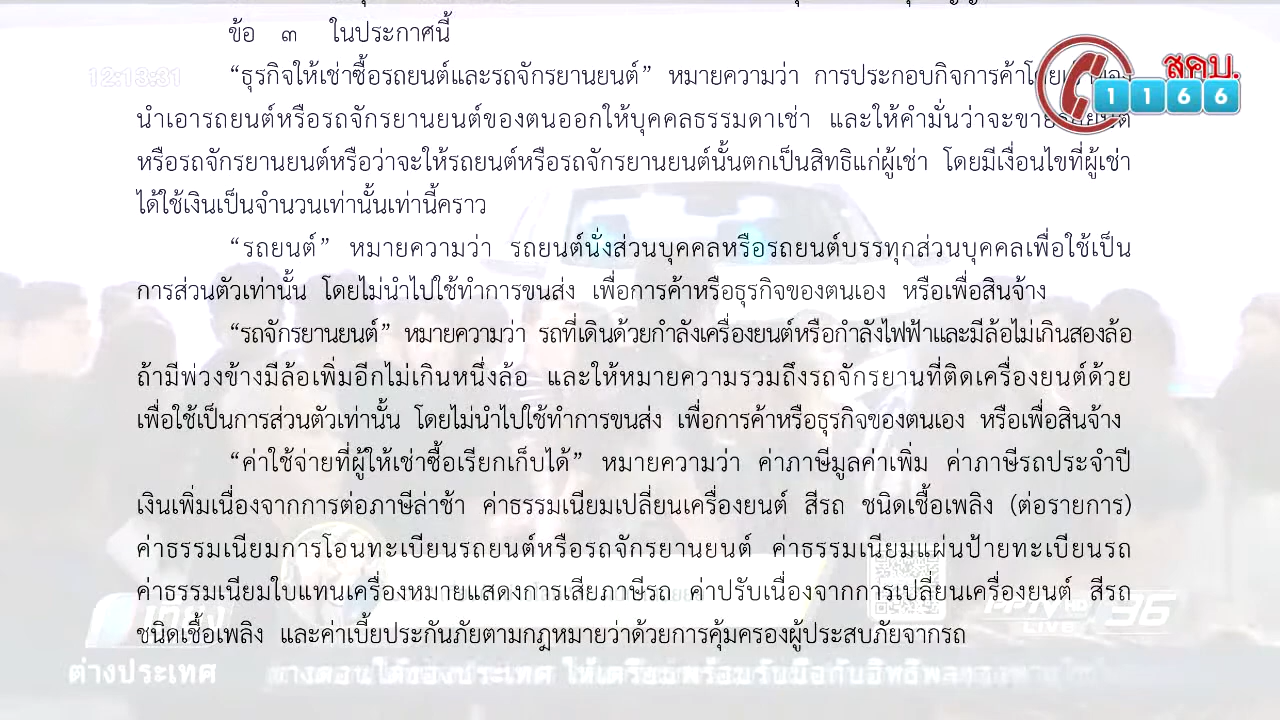 ข้อ ๓ ในประกาศนี้
12:13:31
สคบ.
1166
“ธุรกิจให้เช่าซื้อรถยนต์และรถจักรยานยนต์” หมายความว่า การประกอบกิจการค้าโดย
นำเอารถยนต์หรือรถจักรยานยนต์ของตนออกให้บุคคลธรรมดาเช่า และให้คำมั่นว่าจะขายรถยนต์
หรือรถจักรยานยนต์หรือว่าจะให้รถยนต์หรือรถจักรยานยนต์นั้นตกเป็นสิทธิแก่ผู้เช่า โดยมีเงื่อนไขที่ผู้เช่า
ได้ใช้เงินเป็นจำนวนเท่านั้นเท่านี้คราว
“รถยนต์” หมายความว่า รถยนต์นั่งส่วนบุคคลหรือรถยนต์บรรทุกส่วนบุคคลเพื่อใช้เป็น
การส่วนตัวเท่านั้น โดยไม่นำไปใช้ทำการขนส่ง เพื่อการค้าหรือธุรกิจของตนเอง หรือเพื่อสินจ้าง
“รถจักรยานยนต์” หมายความว่า รถที่เดินด้วยกำลังเครื่องยนต์หรือกำลังไฟฟ้าและมีล้อไม่เกินสองล้อ
ถ้ามีพ่วงข้างมีล้อเพิ่มอีกไม่เกินหนึ่งล้อ และให้หมายความรวมถึงรถจักรยานที่ติดเครื่องยนต์ด้วย
เพื่อใช้เป็นการส่วนตัวเท่านั้น โดยไม่นำไปใช้ทำการขนส่ง เพื่อการค้าหรือธุรกิจของตนเอง หรือเพื่อสินจ้าง
“ค่าใช้จ่ายที่ผู้ให้เช่าซื้อเรียกเก็บได้” หมายความว่า ค่าภาษีมูลค่าเพิ่ม ค่าภาษีรถประจำปี
เงินเพิ่มเนื่องจากการต่อภาษีล่าช้า ค่าธรรมเนียมเปลี่ยนเครื่องยนต์ สีรถ ชนิดเชื้อเพลิง (ต่อรายการ)
ค่าธรรมเนียมการโอนทะเบียนรถยนต์หรือรถจักรยานยนต์ ค่าธรรมเนียมแผ่นป้ายทะเบียนรถ
ค่าธรรมเนียมใบแทนเครื่องหมายแสดงการเสียภาษีรถ ค่าปรับเนื่องจากการเปลี่ยนเครื่องยนต์ สีรถ
ชนิดเชื้อเพลิง และค่าเบี้ยประกันภัยตามกฎหมายว่าด้วยการคุ้มครองผู้ประสบภัยจากรถ
PPTV HD 36
LIVE
ต่างประเทศ